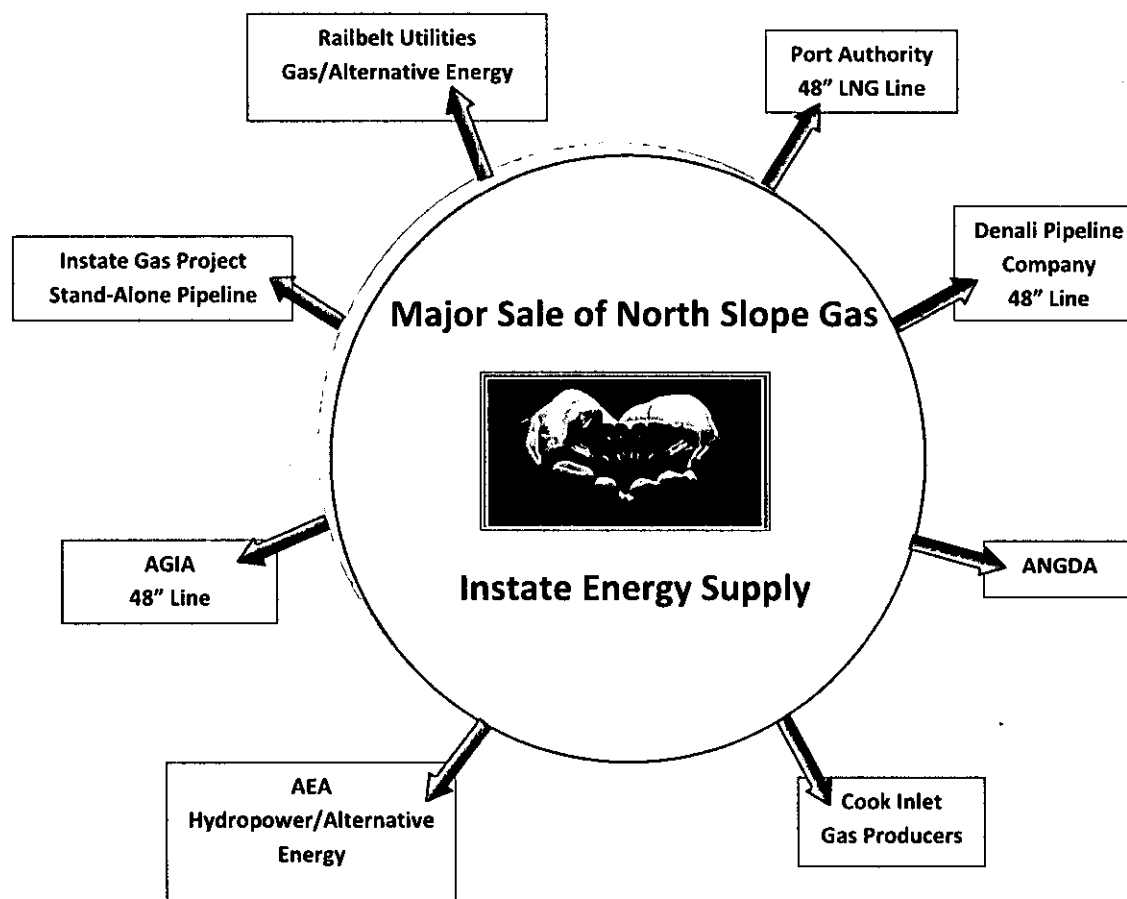 Railbelt Utilities
Gas/Alternative Energy
Port Authority
48” LNG Line
Instate Gas Project
Stand-Alone Pipeline
Denali Pipeline
Company
48” Line
Major Sale of North Slope Gas
AGIA
48” Line
Instate Energy Supply
ANGDA
AEA
Hydropower/Alternative
Energy
Cook Inlet
Gas Producers